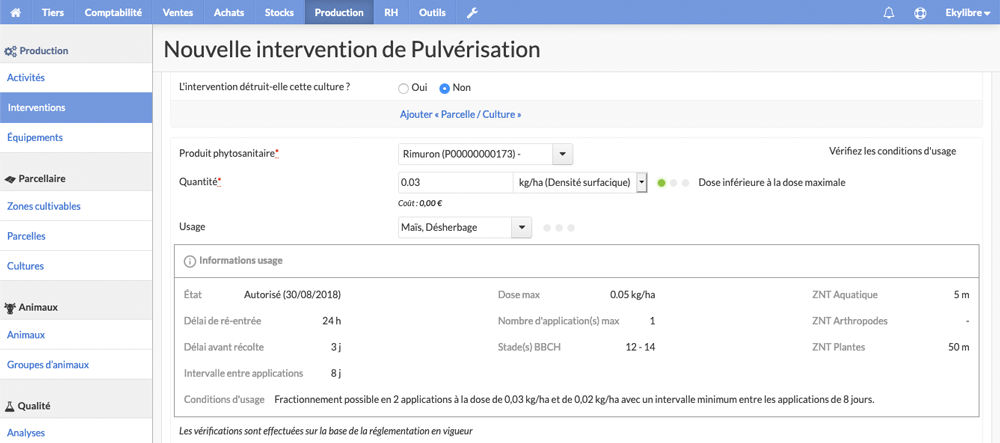 Tiers Comptabilité Ventes Achats Stocks Production RH Outils Ekylibre
Production
Activités
Interventions
Équipements
Parcellaire
Zones cultivables
Parcelles
Cultures
Animaux
Animaux
Groupes d'animaux
Qualité
Analyses
Nouvelle intervention de Pulvérisation
L'intervention détruit-elle cette culture ? Oui Non
Ajouter « Parcelle / Culture »
Produit phytosanitaire* Rimuron (P00000000173) - Vérifiez les conditions d'usage
Quantité* 0.03 kg/ha (Densité surfacique) Dose inférieure à la dose maximale
Coût : 0,00 €
Usage Maïs, Désherbage
Informations usage
État Autorisé (30/08/2018) Dose max 0.05 kg/ha ZNT Aquatique 5 m
Délai de ré-entrée 24 h Nombre d'application(s) max 1 ZNT Arthropodes -
Délai avant récolte 3 j Stade(s) BBCH 12 - 14 ZNT Plantes 50 m
Intervalle entre applications 8 j
Conditions d'usage Fractionnement possible en 2 applications à la dose de 0,03 kg/ha et de 0,02 kg/ha avec un intervalle minimum entre les applications de 8 jours.
Les vérifications sont effectuées sur la base de la réglementation en vigueur